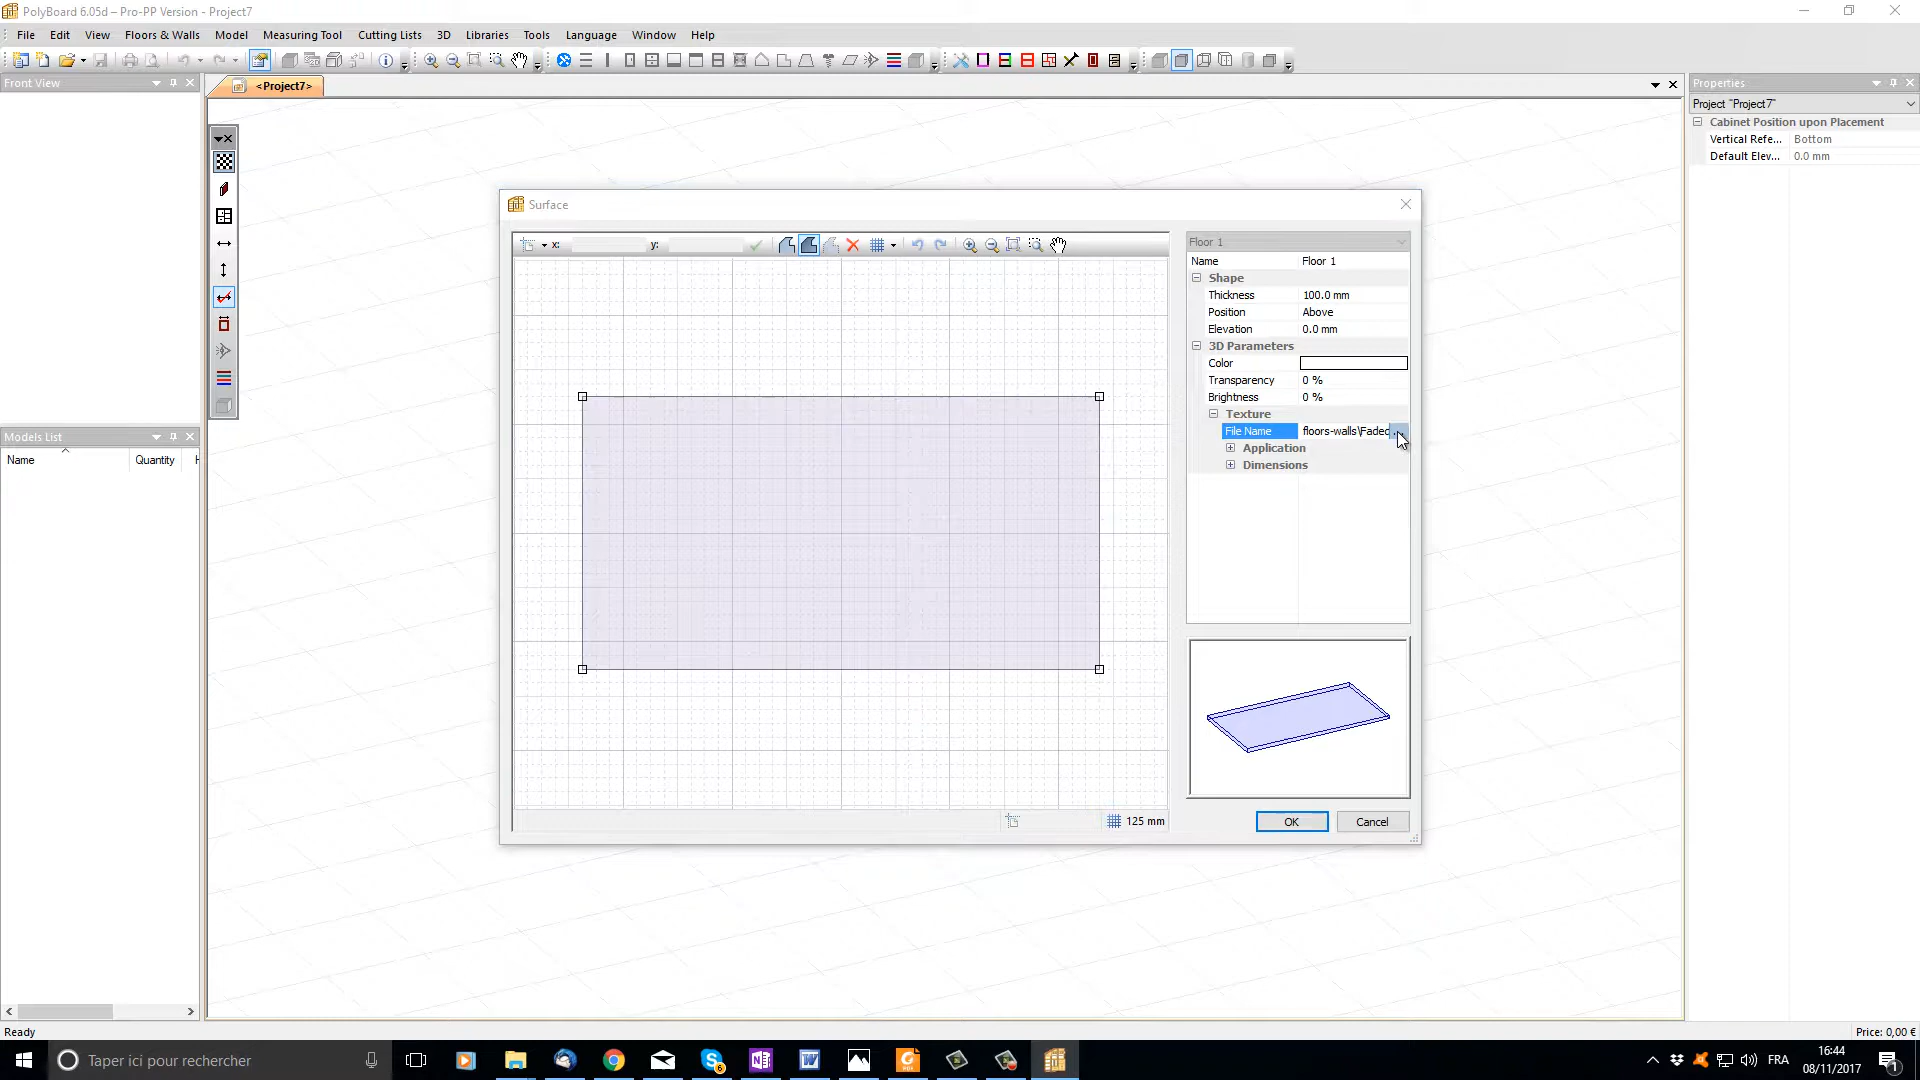 PolyBoard 6.05d – Pro-PP Version - Project7
File Edit View Floors & Walls Model Measuring Tool Cutting Lists 3D Libraries Tools Language Window Help
Front View
<Project7>
Properties
Project "Project7"
Cabinet Position upon Placement
Vertical Refe... Bottom
Default Elev... 0.0 mm
Surface
x: y:
Floor 1
Name Floor 1
Shape
Thickness 100.0 mm
Position Above
Elevation 0.0 mm
3D Parameters
Color
Transparency 0 %
Brightness 0 %
Texture
File Name floors-walls\Faded
Application
Dimensions
Models List
Name Quantity
125 mm
OK Cancel
Ready
Price: 0,00 €
Taper ici pour rechercher
6
FRA
16:44
08/11/2017
1